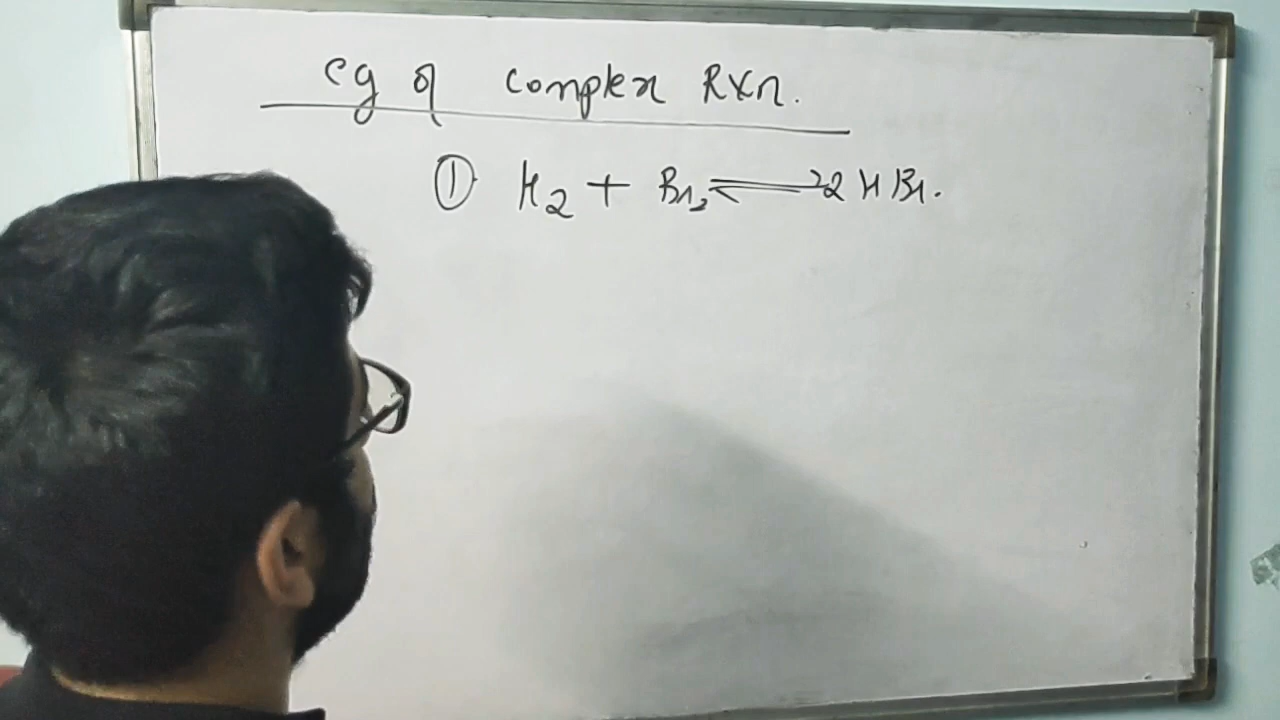 eg of complex Rxn.
① H₂ + Br₂ ⇌ 2HBr.